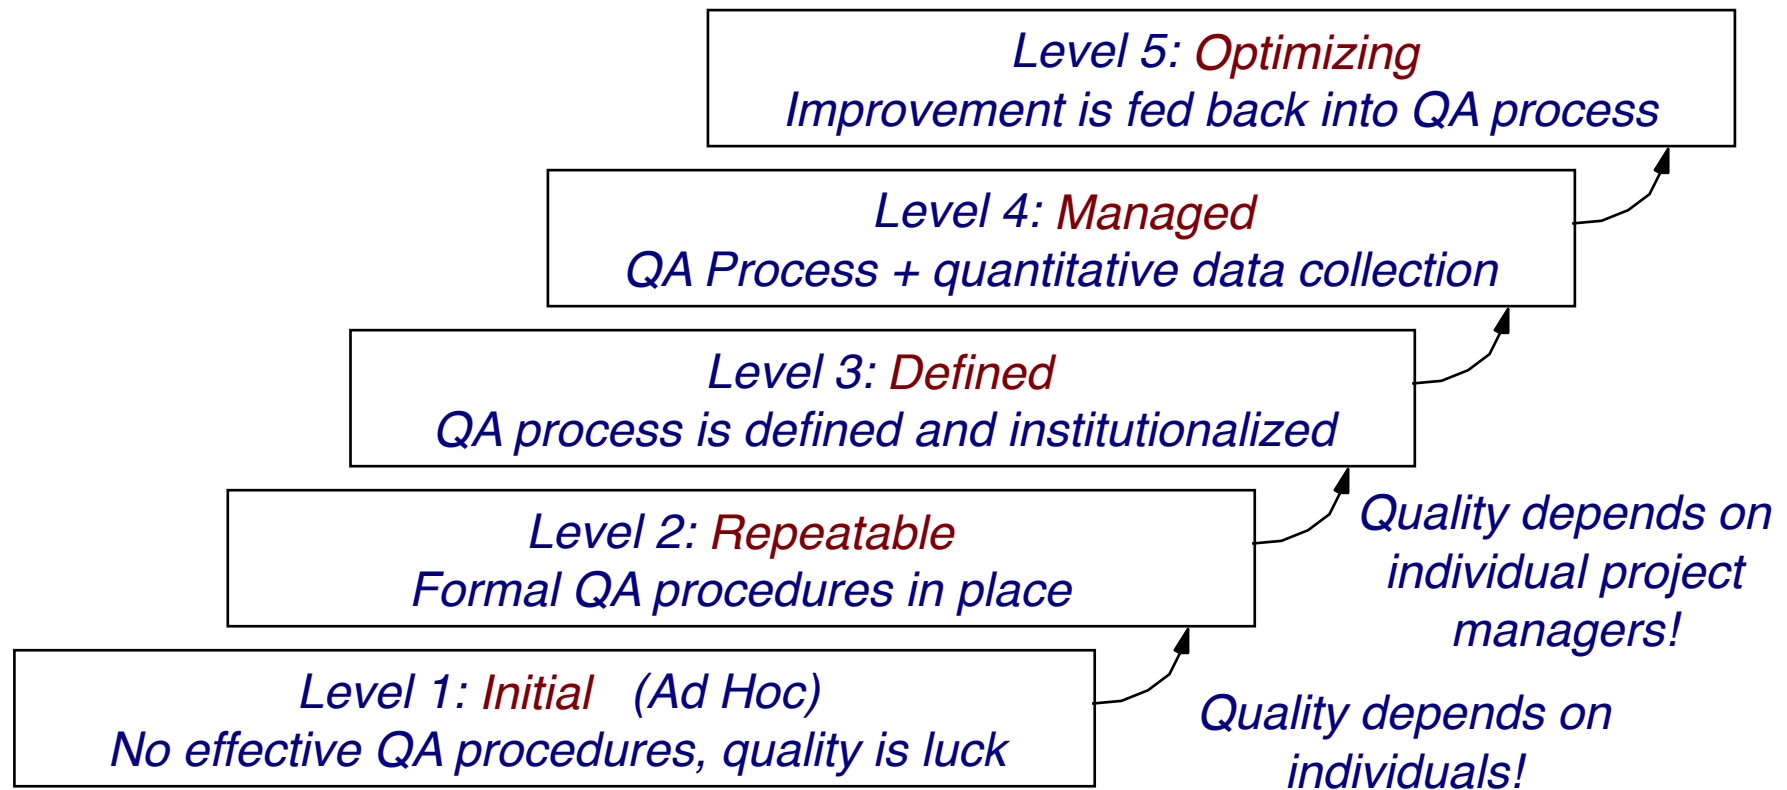 Level 5: Optimizing
Improvement is fed back into QA process
Level 4: Managed
QA Process + quantitative data collection
Level 3: Defined
QA process is defined and institutionalized
Level 2: Repeatable
Formal QA procedures in place
Quality depends on
individual project
managers!
Level 1: Initial (Ad Hoc)
No effective QA procedures, quality is luck
Quality depends on
individuals!